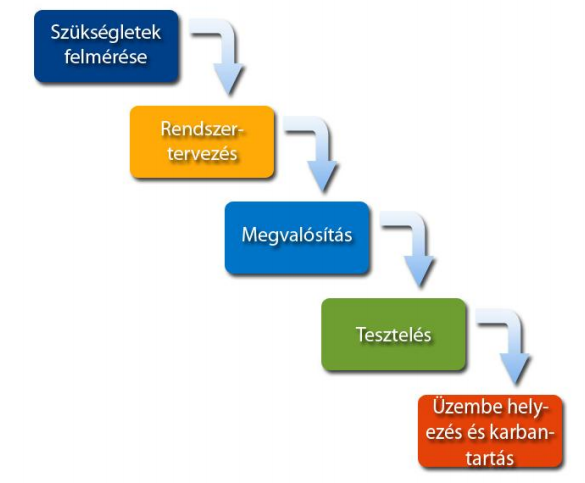 Szükségletek
felmérése
Rendszer-
tervezés
Megvalósítás
Tesztelés
Üzembe hely-
ezés és karban-
tartás